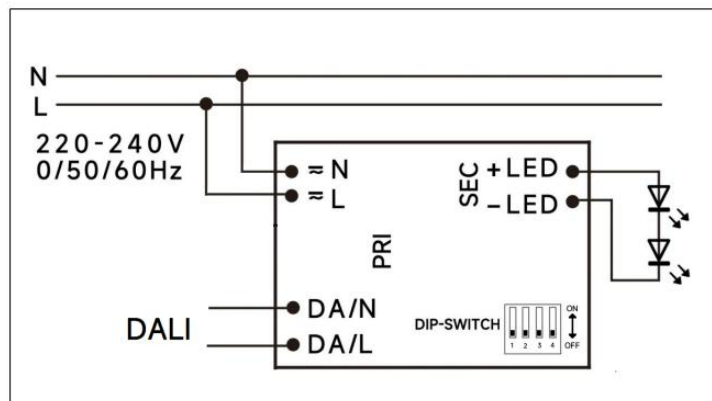 N
L
220-240V
0/50/60Hz
≂ N
≂ L
PRI
SEC
+LED
−LED
DALI
DA/N
DA/L
DIP-SWITCH
1 2 3 4
ON
OFF